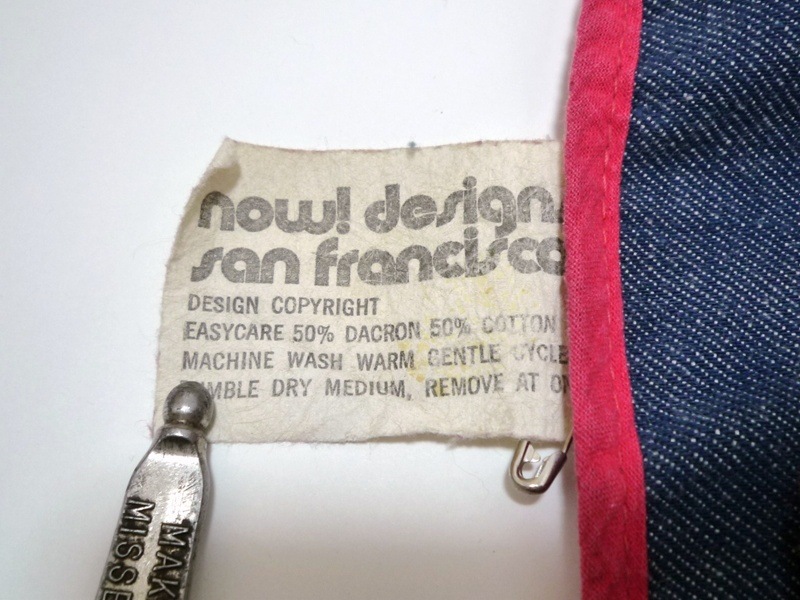 now! designs
san francisco
DESIGN COPYRIGHT
EASYCARE 50% DACRON 50% COTTON
MACHINE WASH WARM GENTLE CYCLE
DRY MEDIUM, REMOVE AT
MAK
MISSE